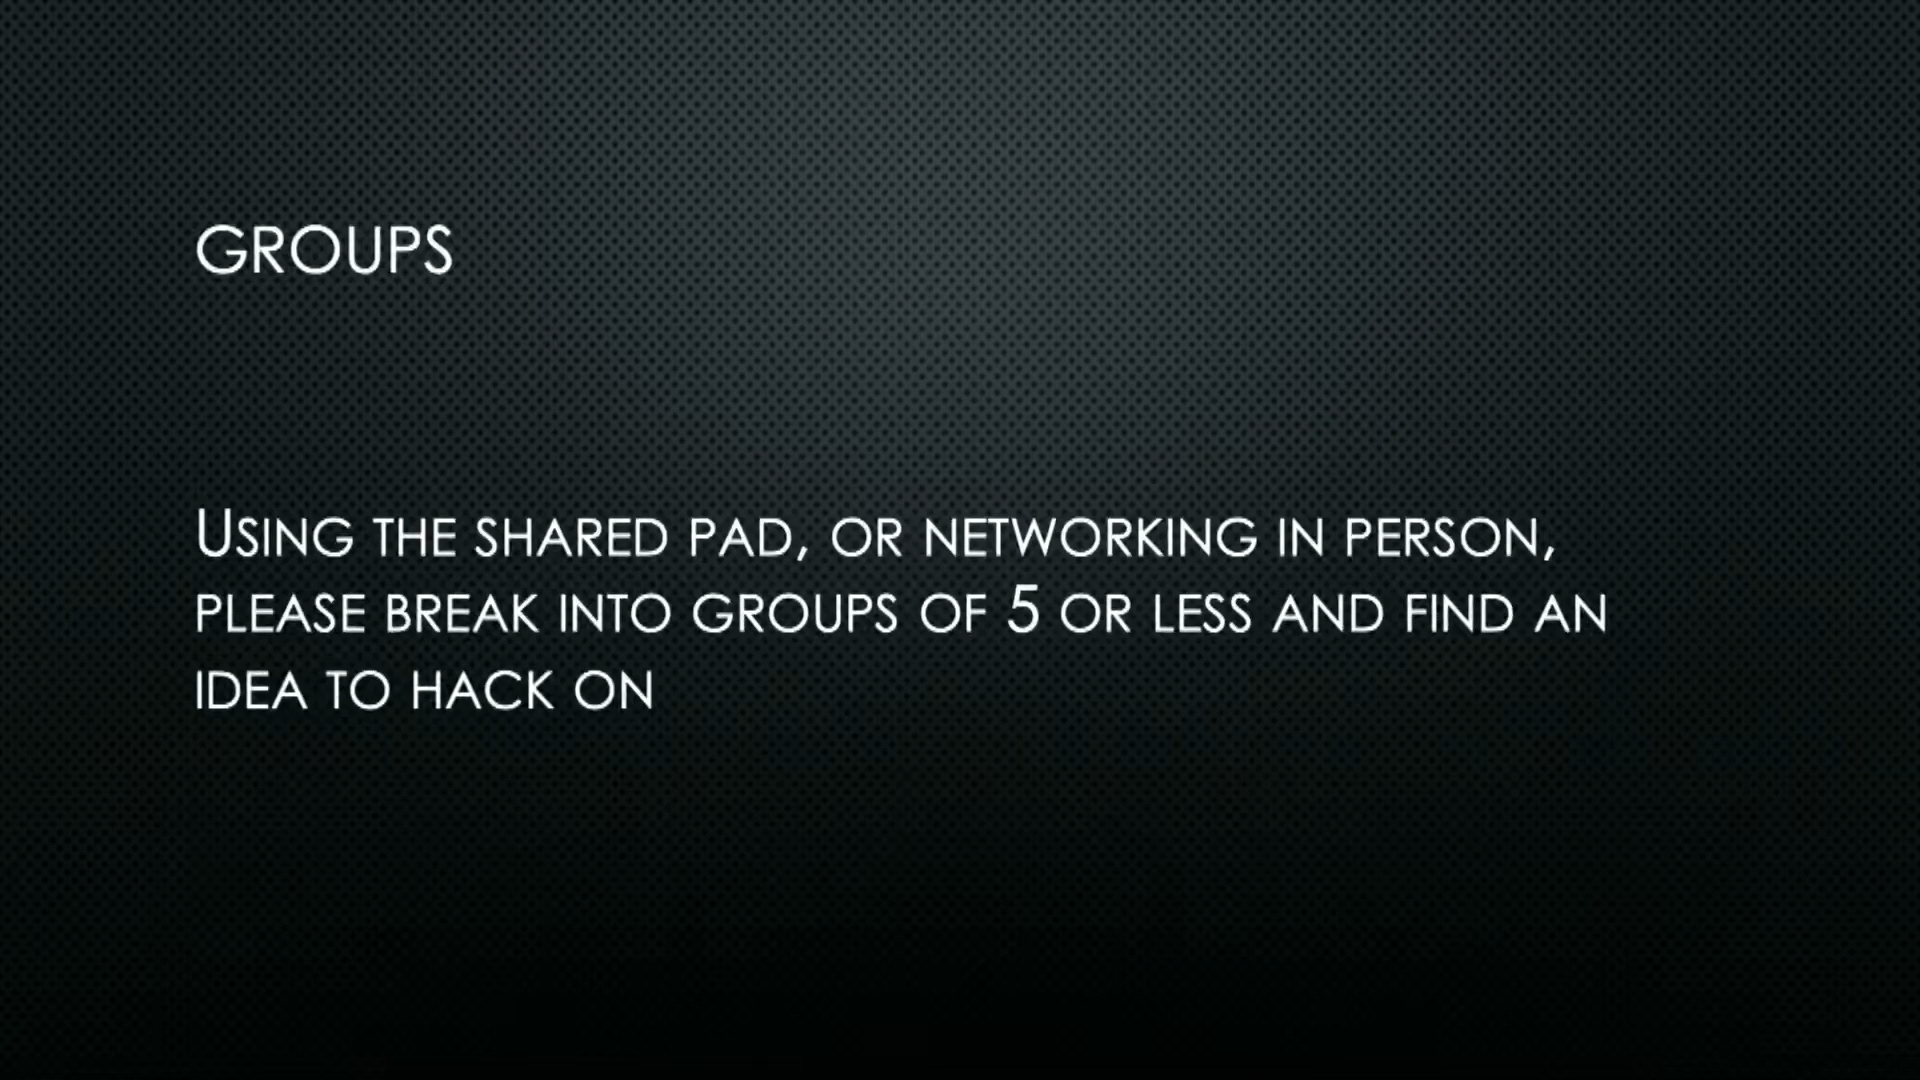 GROUPS
USING THE SHARED PAD, OR NETWORKING IN PERSON,
PLEASE BREAK INTO GROUPS OF 5 OR LESS AND FIND AN
IDEA TO HACK ON